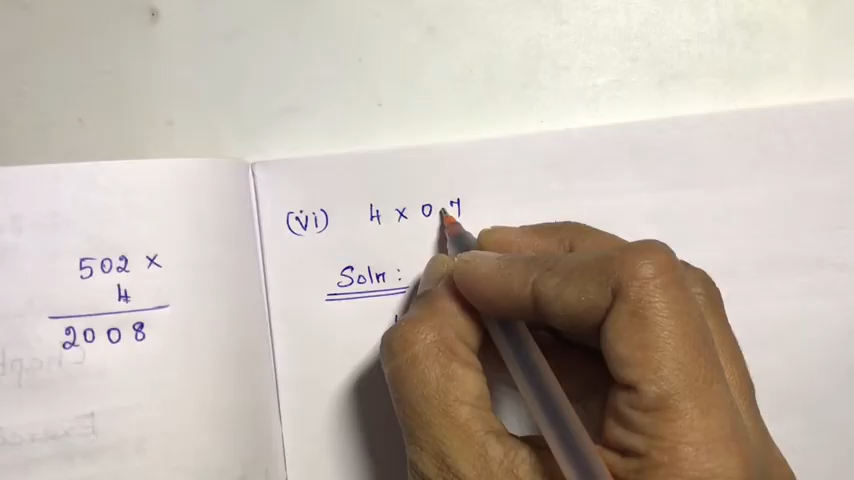 502 ×
4
2008
(vi) 4 × 0.7
Soln :